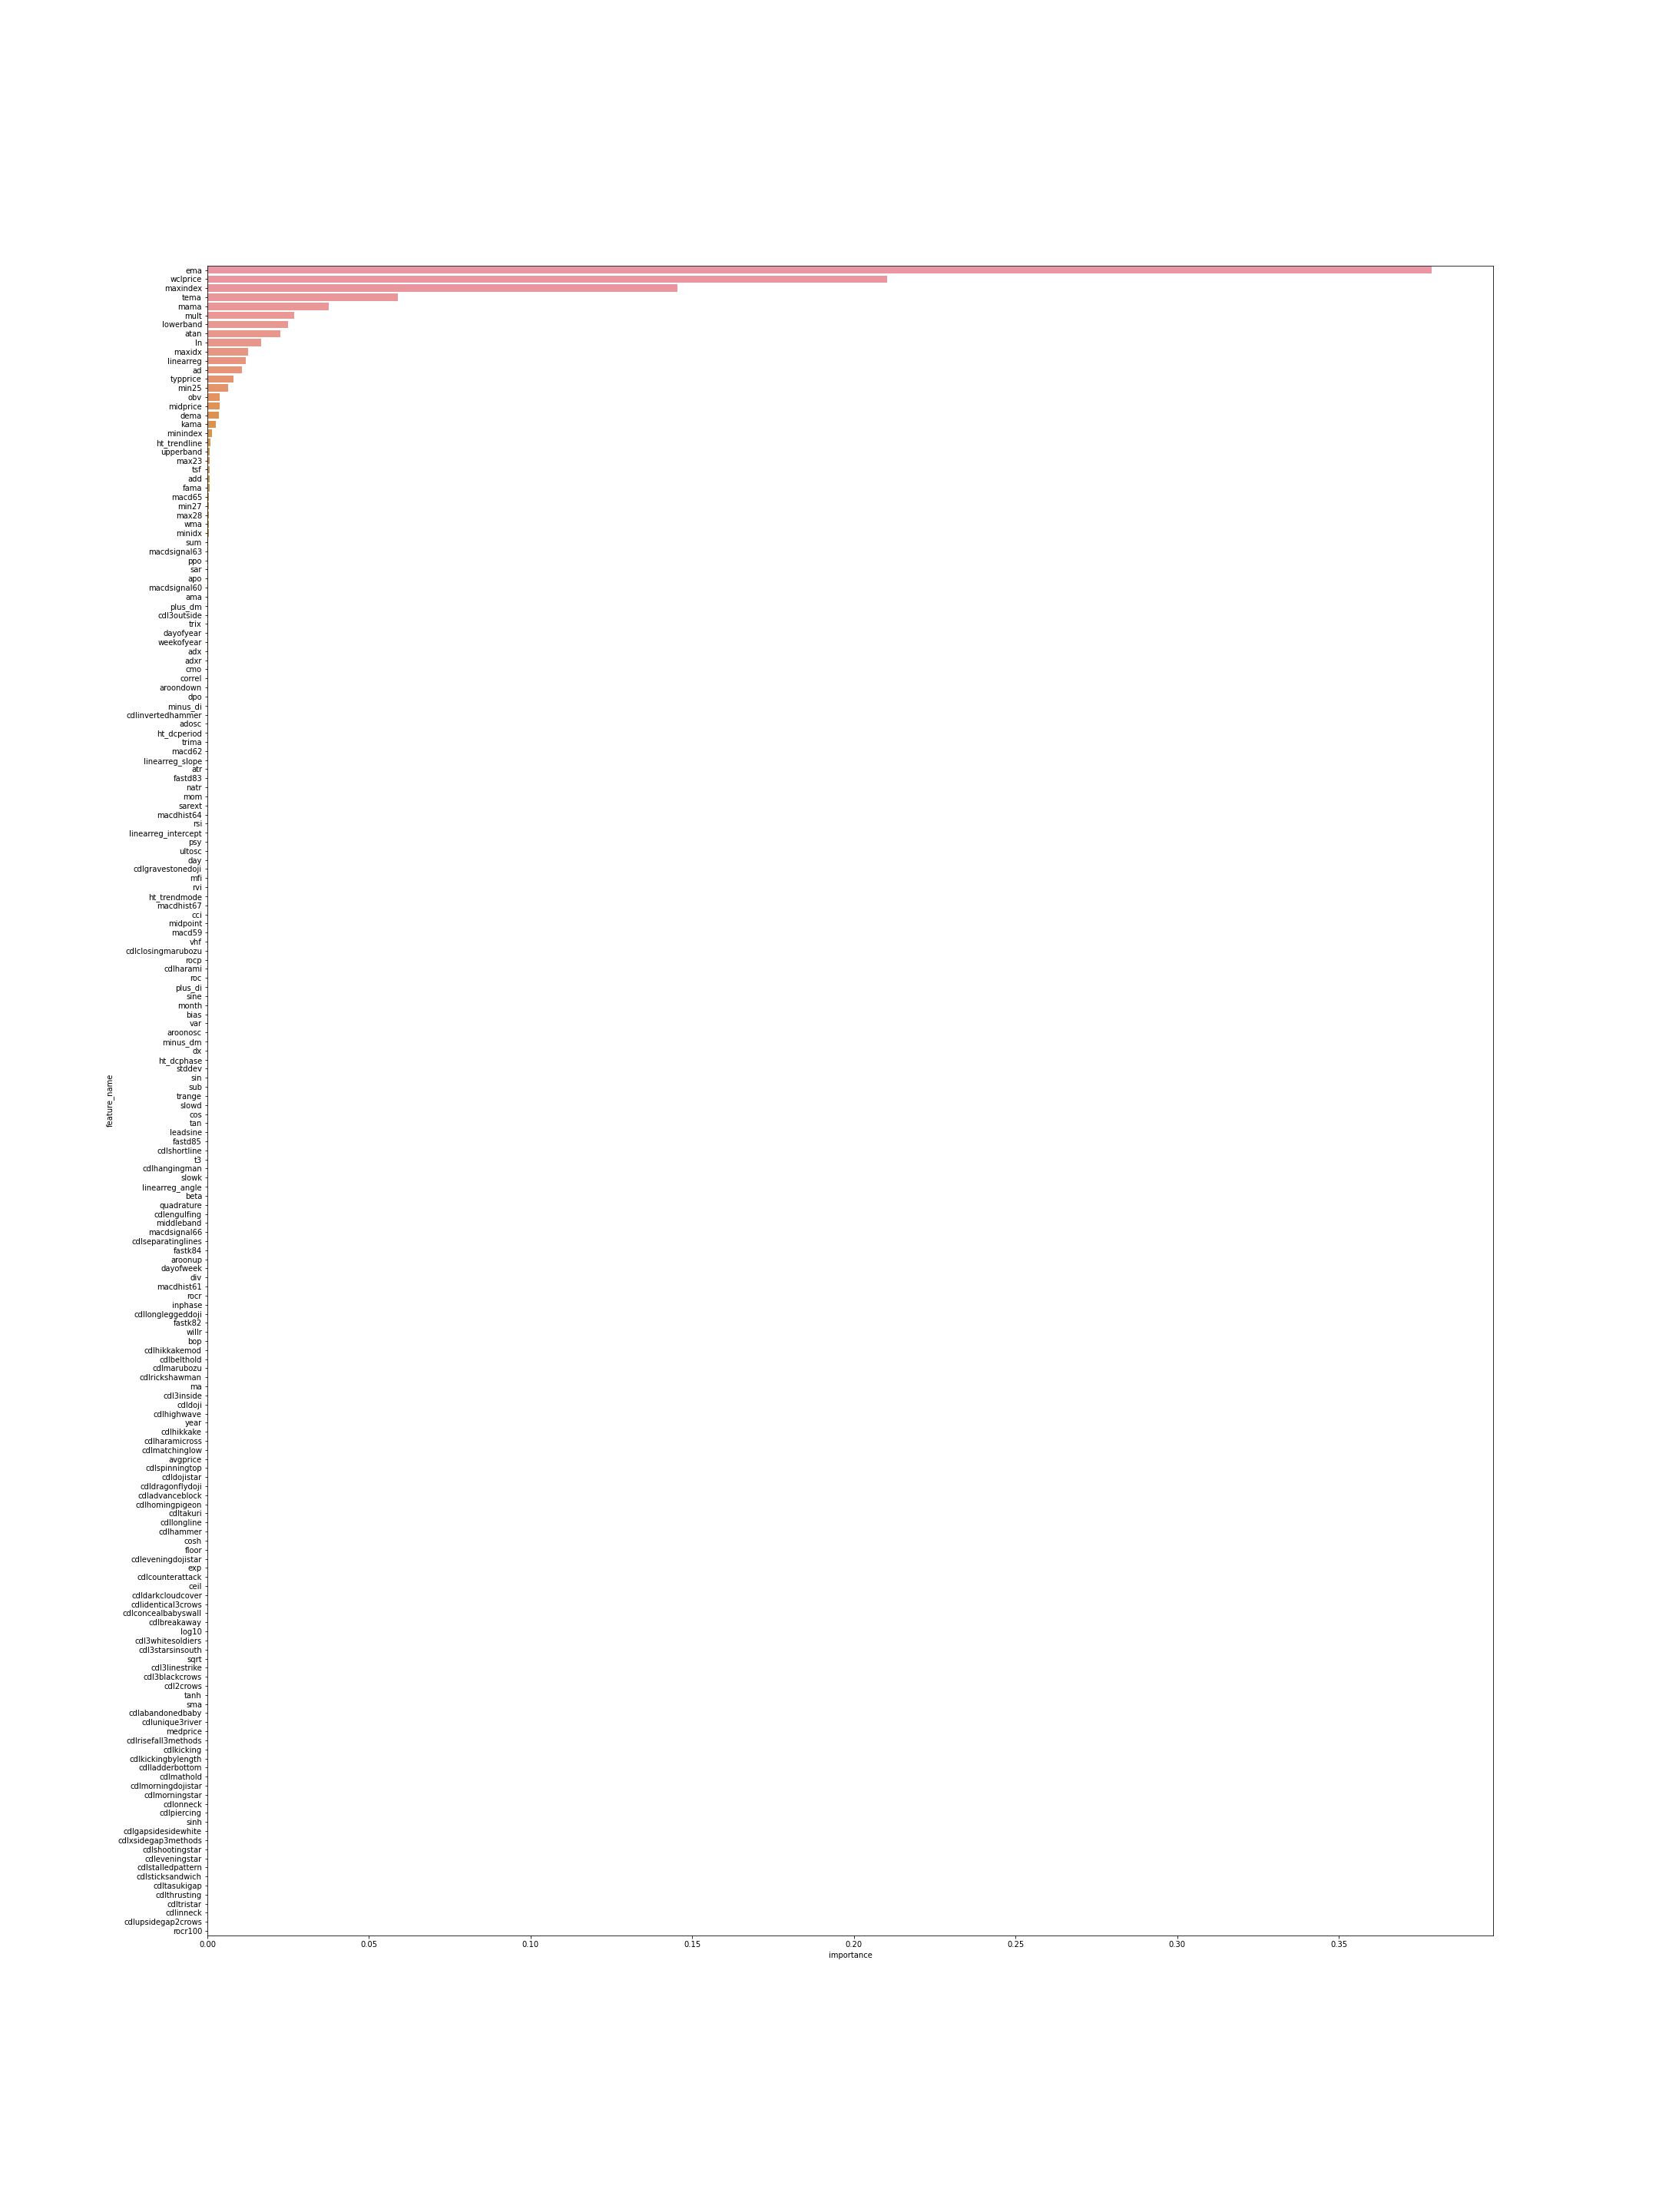 ema
wclprice
maxindex
tema
mama
mult
lowerband
atan
ln
maxidx
linearreg
ad
typprice
min25
obv
midprice
dema
kama
minindex
ht_trendline
upperband
max23
tsf
add
fama
macd65
min27
max28
wma
minidx
sum
macdsignal63
ppo
sar
apo
macdsignal60
ama
plus_dm
cdl3outside
trix
dayofyear
weekofyear
adx
adxr
cmo
correl
aroondown
dpo
minus_di
cdlinvertedhammer
adosc
ht_dcperiod
trima
macd62
linearreg_slope
atr
fastd83
natr
mom
sarext
macdhist64
rsi
linearreg_intercept
psy
ultosc
day
cdlgravestonedoji
mfi
rvi
ht_trendmode
macdhist67
cci
midpoint
macd59
vhf
cdlclosingmarubozu
rocp
cdlharami
roc
plus_di
sine
month
bias
var
aroonosc
minus_dm
dx
ht_dcphase
stddev
sin
sub
trange
slowd
cos
tan
leadsine
fastd85
cdlshortline
t3
cdlhangingman
slowk
linearreg_angle
beta
quadrature
cdlengulfing
middleband
macdsignal66
cdlseparatinglines
fastk84
aroonup
dayofweek
div
macdhist61
rocr
inphase
cdllongleggeddoji
fastk82
willr
bop
cdlhikkakemod
cdlbelthold
cdlmarubozu
cdlrickshawman
ma
cdl3inside
cdldoji
cdlhighwave
year
cdlhikkake
cdlharamicross
cdlmatchinglow
avgprice
cdlspinningtop
cdldojistar
cdldragonflydoji
cdladvanceblock
cdlhomingpigeon
cdltakuri
cdllongline
cdlhammer
cosh
floor
cdleveningdojistar
exp
cdlcounterattack
ceil
cdldarkcloudcover
cdlidentical3crows
cdlconcealbabyswall
cdlbreakaway
log10
cdl3whitesoldiers
cdl3starsinsouth
sqrt
cdl3linestrike
cdl3blackcrows
cdl2crows
tanh
sma
cdlabandonedbaby
cdlunique3river
medprice
cdlrisefall3methods
cdlkicking
cdlkickingbylength
cdlladderbottom
cdlmathold
cdlmorningdojistar
cdlmorningstar
cdlonneck
cdlpiercing
sinh
cdlgapsidesidewhite
cdlxsidegap3methods
cdlshootingstar
cdleveningstar
cdlstalledpattern
cdlsticksandwich
cdltasukigap
cdlthrusting
cdltristar
cdlinneck
cdlupsidegap2crows
rocr100
feature_name
0.00 0.05 0.10 0.15 0.20 0.25 0.30 0.35
importance